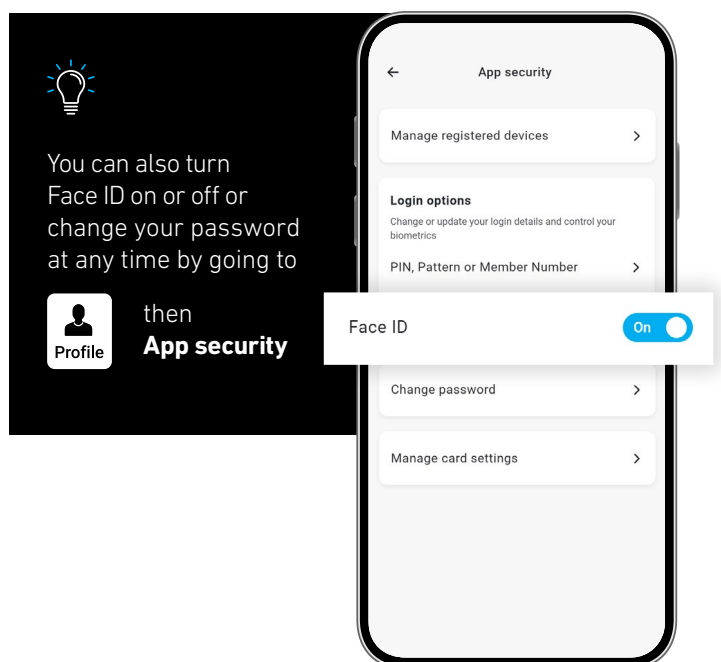 You can also turn
Face ID on or off or
change your password
at any time by going to
Profile
then
App security
App security
Manage registered devices
Login options
Change or update your login details and control your
biometrics
PIN, Pattern or Member Number
Face ID
On
Change password
Manage card settings